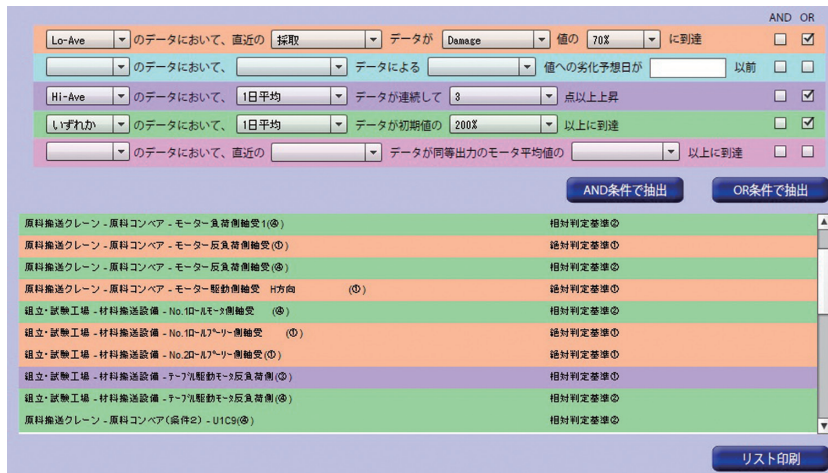 AND OR
Lo-Ave のデータにおいて、直近の 採取 データが Damage 値の 70% に到達
のデータにおいて、 データによる 値への劣化予想日が 以前
Hi-Ave のデータにおいて、 1日平均 データが連続して 3 点以上上昇
いずれか のデータにおいて、 1日平均 データが初期値の 200% 以上に到達
のデータにおいて、直近の データが同等出力のモータ平均値の 以上に到達
AND条件で抽出 OR条件で抽出
原料搬送クレーン - 原料コンベア - モーター負荷側軸受1(④) 相対判定基準②
原料搬送クレーン - 原料コンベア - モーター反負荷側軸受(①) 絶対判定基準①
原料搬送クレーン - 原料コンベア - モーター反負荷側軸受(④) 相対判定基準②
原料搬送クレーン - 原料コンベア - モーター駆動側軸受 H方向 (①) 絶対判定基準①
組立・試験工場 - 材料搬送設備 - No.1ロールモータ側軸受 (④) 相対判定基準②
組立・試験工場 - 材料搬送設備 - No.1ロールプーリー側軸受 (①) 絶対判定基準①
組立・試験工場 - 材料搬送設備 - No.2ロールプーリー側軸受(①) 絶対判定基準①
組立・試験工場 - 材料搬送設備 - テーブル駆動モータ反負荷側(③) 相対判定基準①
組立・試験工場 - 材料搬送設備 - テーブル駆動モータ反負荷側(④) 相対判定基準②
原料搬送クレーン - 原料コンベア(条件2) - U1C9(④) 相対判定基準②
リスト印刷